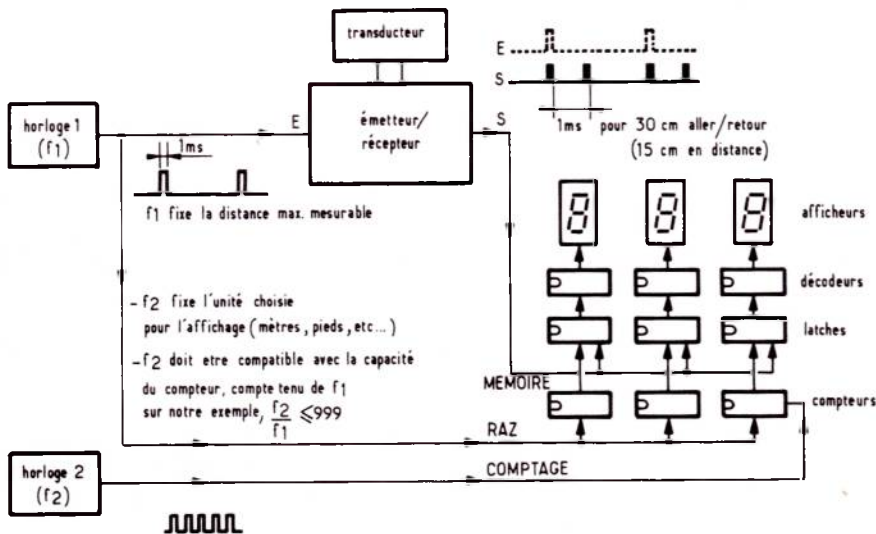 transducteur
E
S
horloge 1
(f1)
E
émetteur/
récepteur
S
1ms
1ms pour 30 cm aller/retour
(15 cm en distance)
f1 fixe la distance max. mesurable
afficheurs
8 8 8
décodeurs
- f2 fixe l'unité choisie
pour l'affichage (mètres, pieds, etc...)
latches
- f2 doit etre compatible avec la capacité
du compteur, compte tenu de f1
sur notre exemple, f2/f1 ≤999
MEMOIRE
compteurs
RAZ
horloge 2
(f2)
COMPTAGE